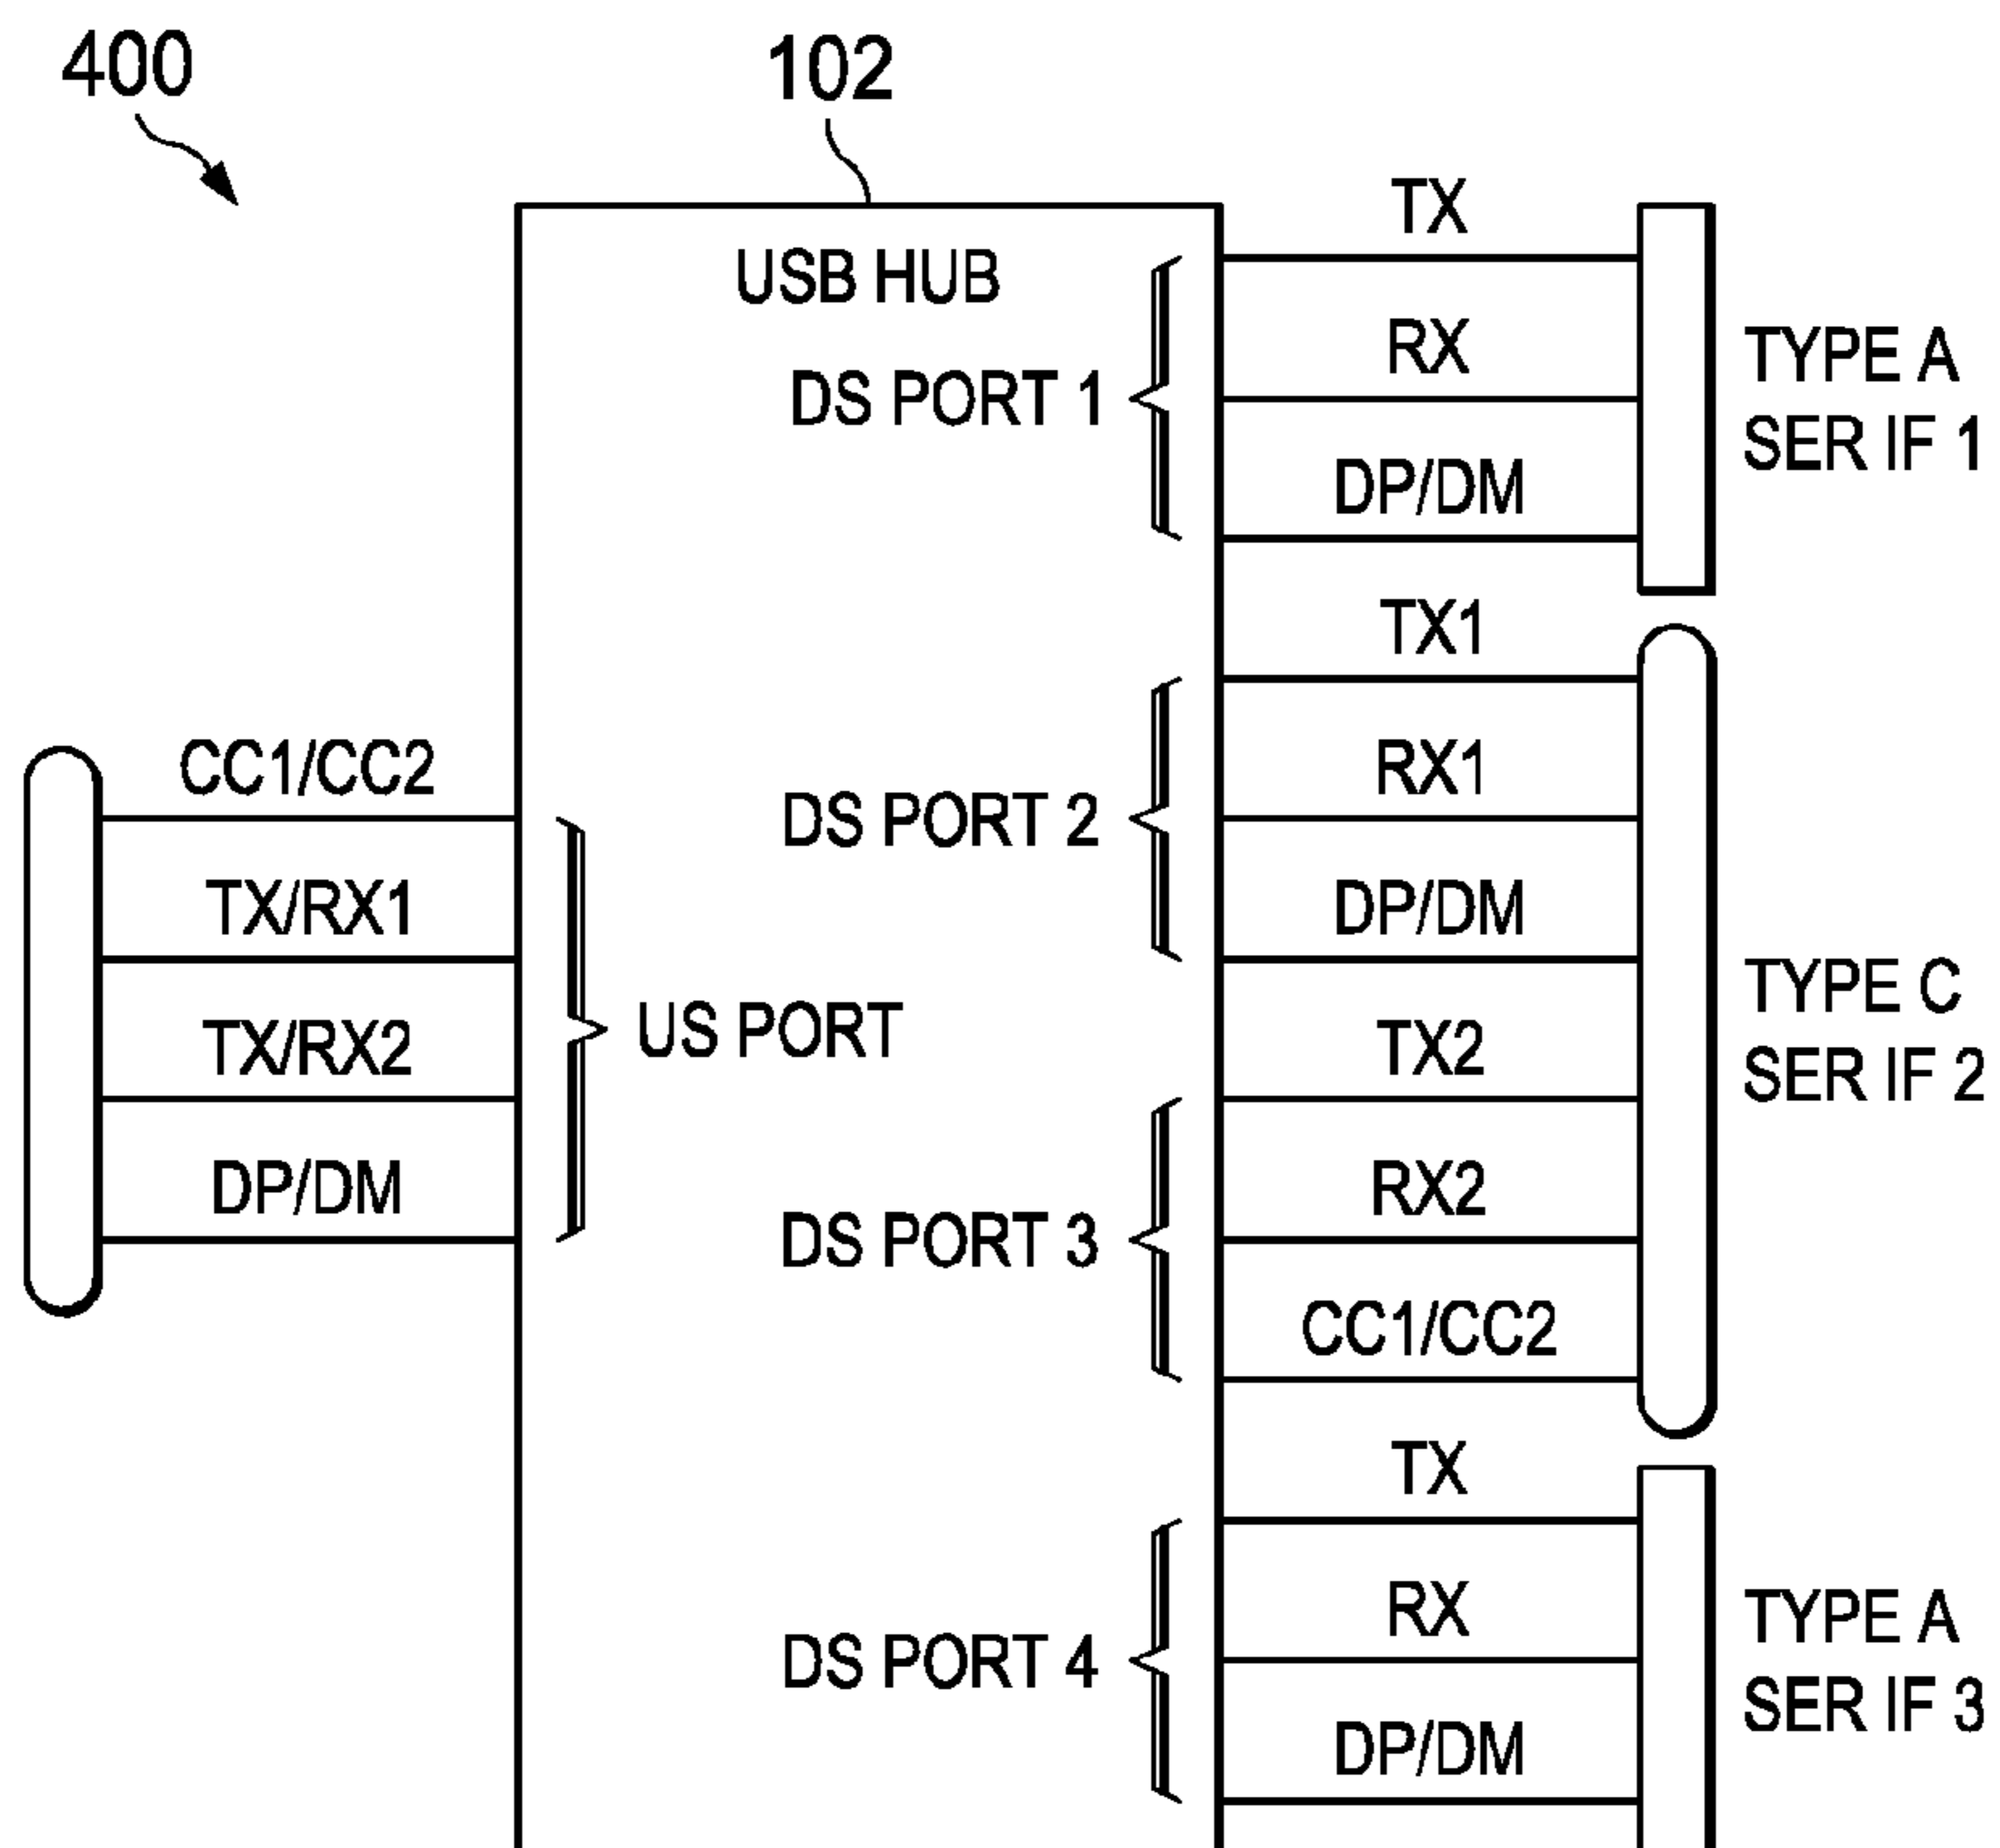 400
102
USB HUB
DS PORT 1
TX
RX
DP/DM
TYPE A
SER IF 1
DS PORT 2
TX1
RX1
DP/DM
CC1/CC2
TX/RX1
TX/RX2
DP/DM
US PORT
DS PORT 3
TX2
RX2
CC1/CC2
TYPE C
SER IF 2
DS PORT 4
TX
RX
DP/DM
TYPE A
SER IF 3